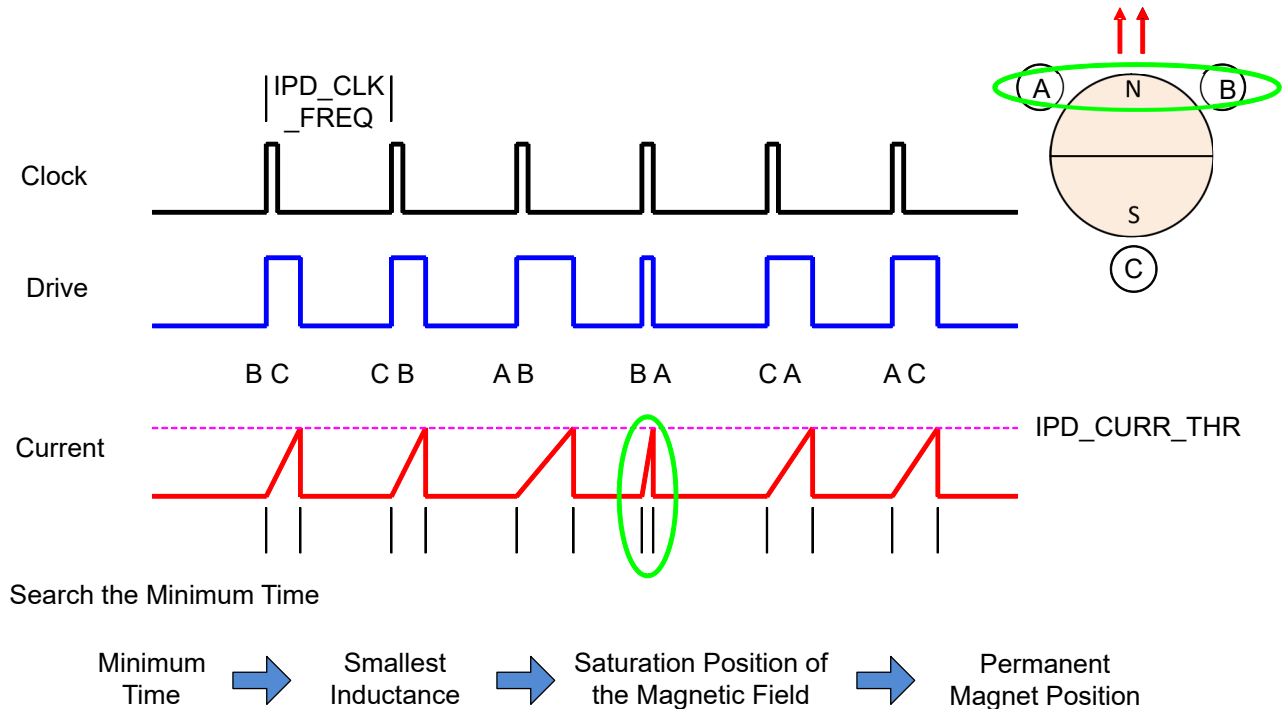 IPD_CLK
_FREQ
A
N
B
S
C
Clock
Drive
B C
C B
A B
B A
C A
A C
IPD_CURR_THR
Current
Search the Minimum Time
Minimum
Time
Smallest
Inductance
Saturation Position of
the Magnetic Field
Permanent
Magnet Position